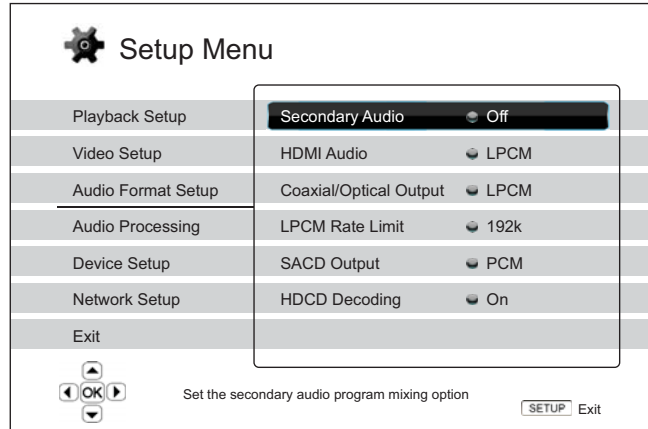 Setup Menu
Playback Setup
Video Setup
Audio Format Setup
Audio Processing
Device Setup
Network Setup
Exit
Secondary Audio Off
HDMI Audio LPCM
Coaxial/Optical Output LPCM
LPCM Rate Limit 192k
SACD Output PCM
HDCD Decoding On
OK
Set the secondary audio program mixing option
SETUP Exit